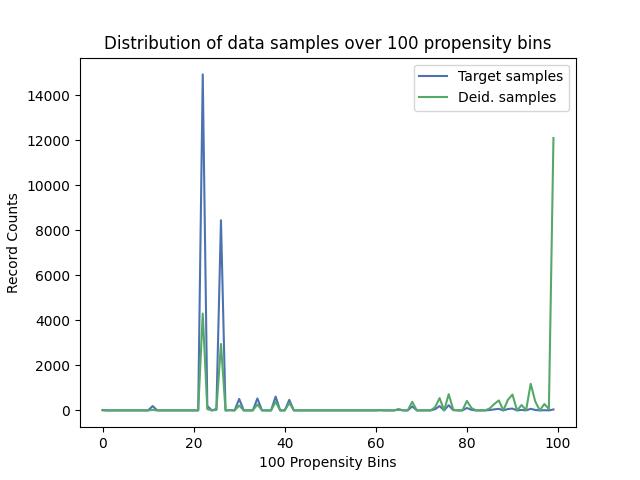 Distribution of data samples over 100 propensity bins
Target samples
Deid. samples
14000
12000
10000
8000
6000
4000
2000
0
Record Counts
0 20 40 60 80 100
100 Propensity Bins